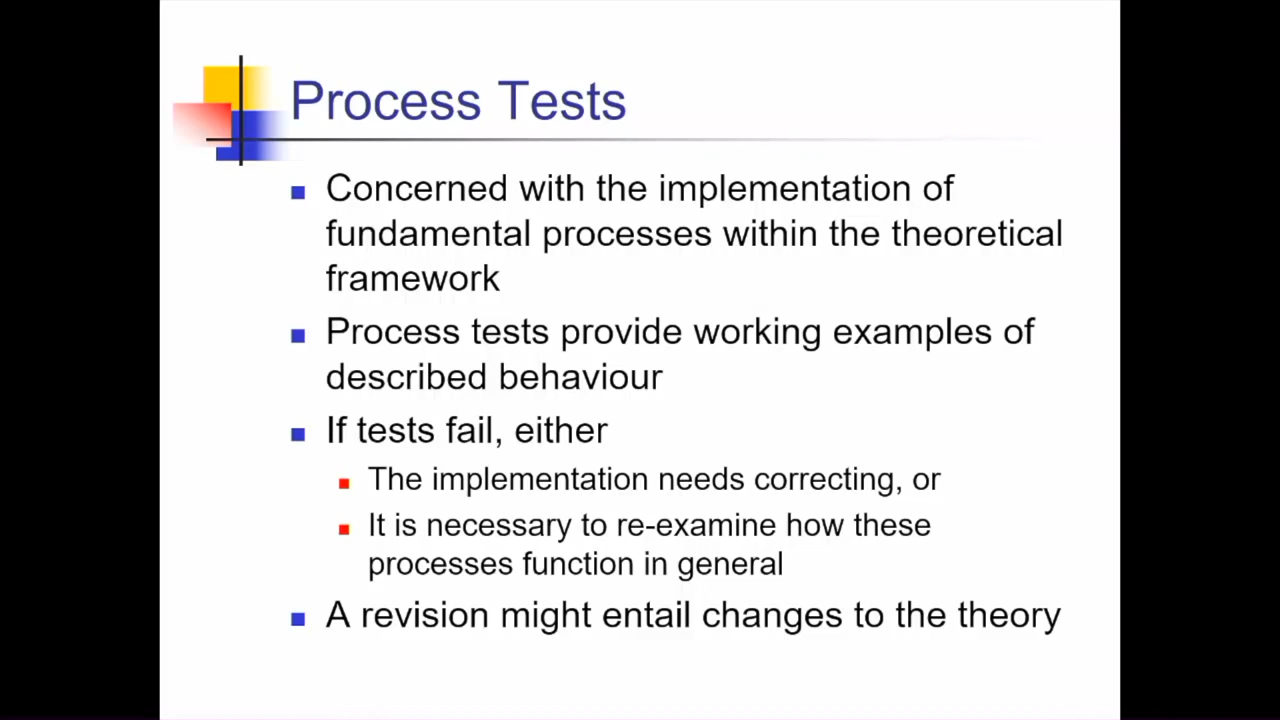 Process Tests
Concerned with the implementation of
fundamental processes within the theoretical
framework
Process tests provide working examples of
described behaviour
If tests fail, either
The implementation needs correcting, or
It is necessary to re-examine how these
processes function in general
A revision might entail changes to the theory